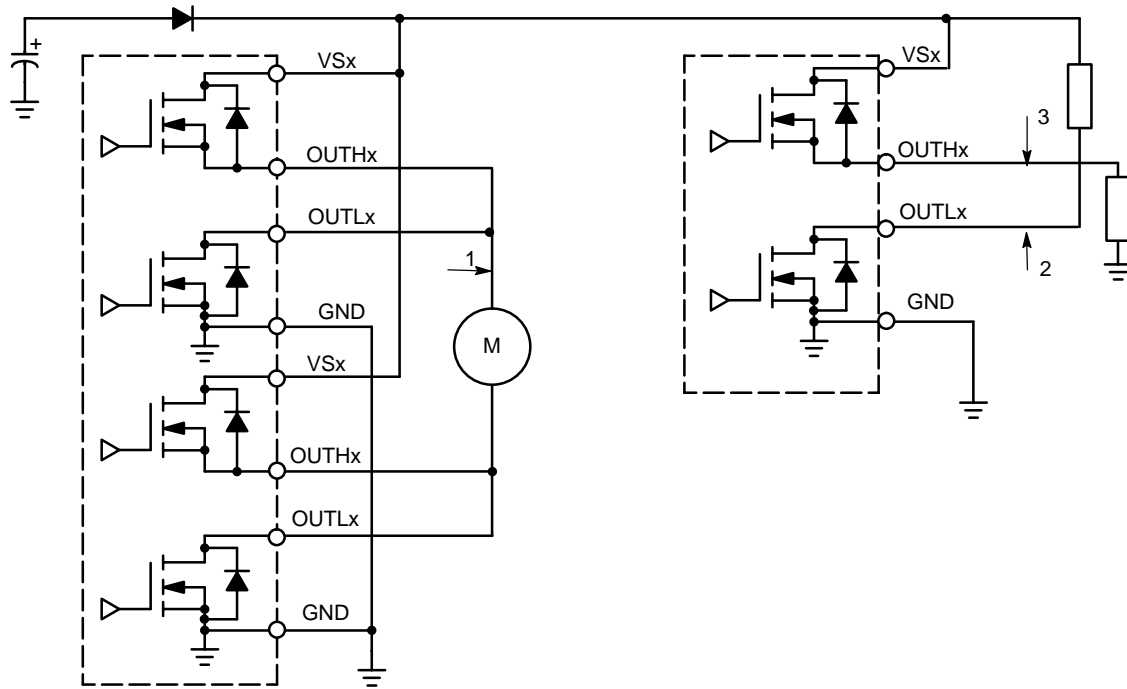 +
VSx
OUTHx
OUTLx
1
GND
M
VSx
OUTHx
OUTLx
GND
VSx
3
OUTHx
OUTLx
2
GND